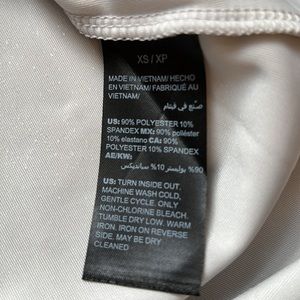 XS / XP
MADE IN VIETNAM/ HECHO
EN VIETNAM/ FABRIQUÉ AU
VIETNAM/
صنع في فيتنام
US: 90% POLYESTER 10%
SPANDEX MX: 90% poliéster
10% elastano CA: 90%
POLYESTER 10% SPANDEX
AE/KW:
90% بوليستر 10% سبانديكس
US: TURN INSIDE OUT.
MACHINE WASH COLD,
GENTLE CYCLE. ONLY
NON-CHLORINE BLEACH.
TUMBLE DRY LOW. WARM
IRON. IRON ON REVERSE
SIDE. MAY BE DRY
CLEANED